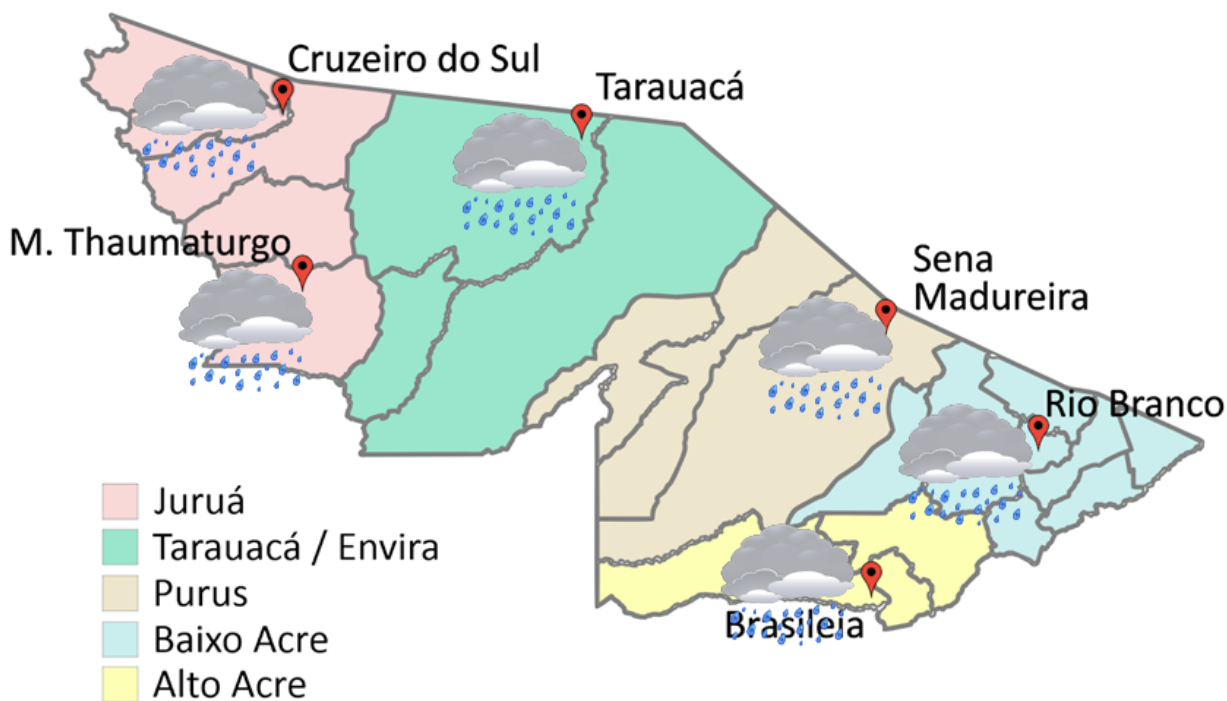 Cruzeiro do Sul
Tarauacá
M. Thaumaturgo
Sena
Madureira
Rio Branco
Brasileia
Juruá
Tarauacá / Envira
Purus
Baixo Acre
Alto Acre